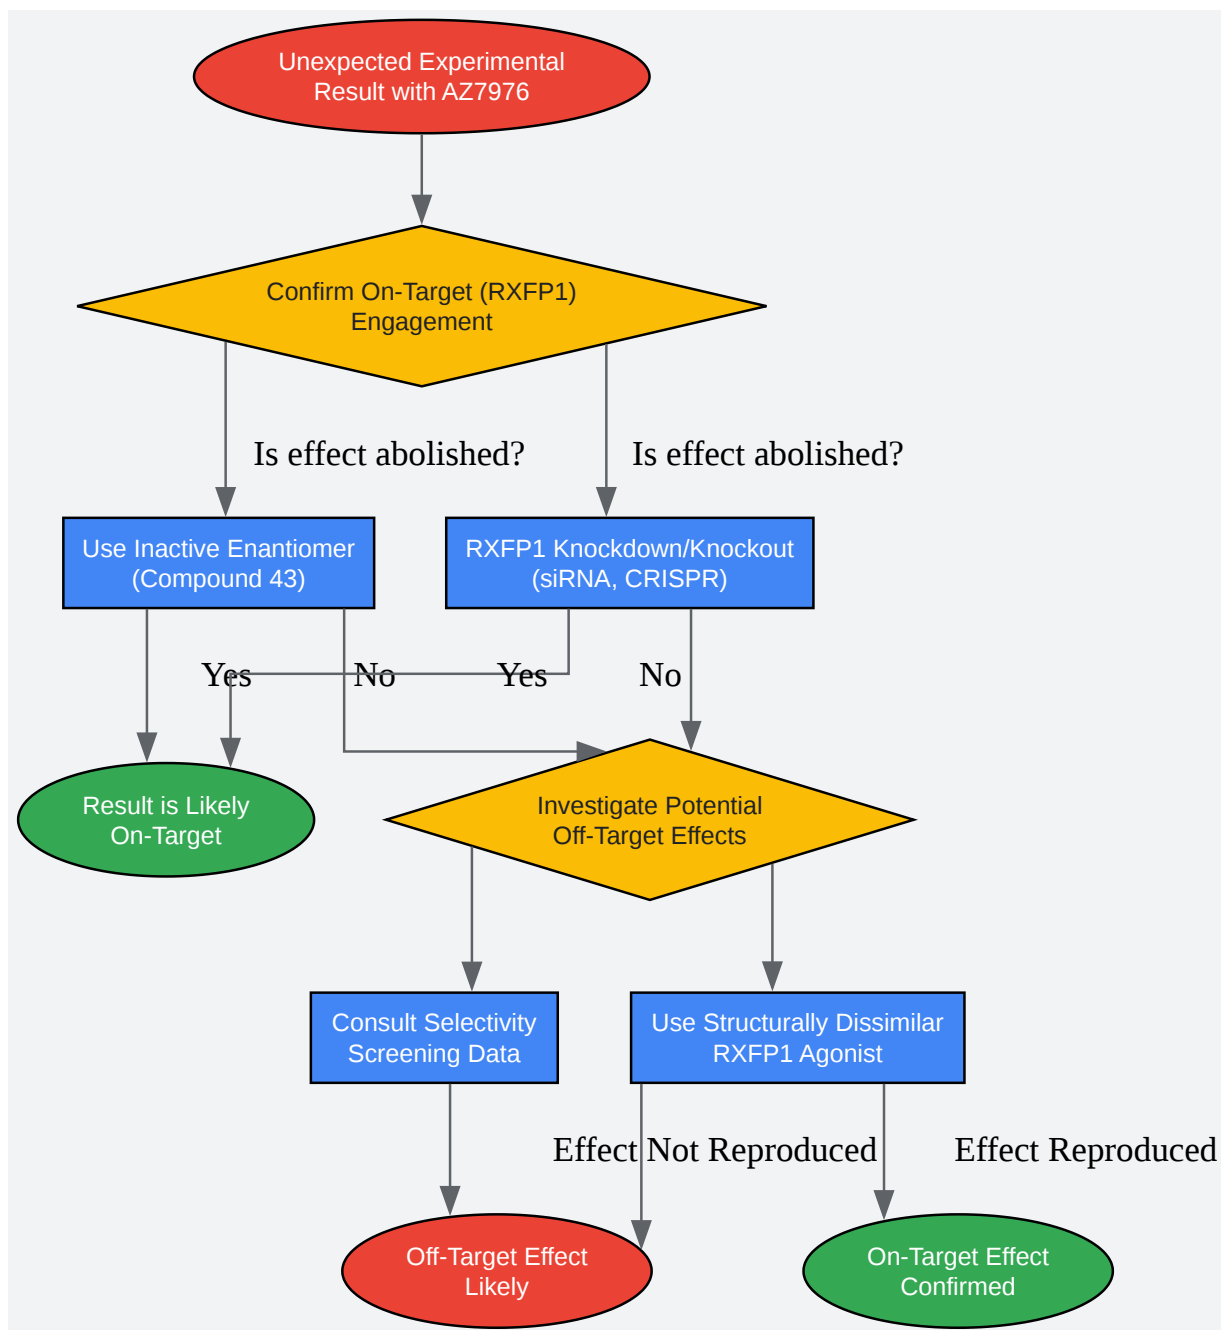 Unexpected Experimental
Result with AZ7976
Confirm On-Target (RXFP1)
Engagement
Is effect abolished?
Is effect abolished?
Use Inactive Enantiomer
(Compound 43)
RXFP1 Knockdown/Knockout
(siRNA, CRISPR)
Yes
No
Yes
No
Result is Likely
On-Target
Investigate Potential
Off-Target Effects
Consult Selectivity
Screening Data
Use Structurally Dissimilar
RXFP1 Agonist
Effect Not Reproduced
Effect Reproduced
Off-Target Effect
Likely
On-Target Effect
Confirmed